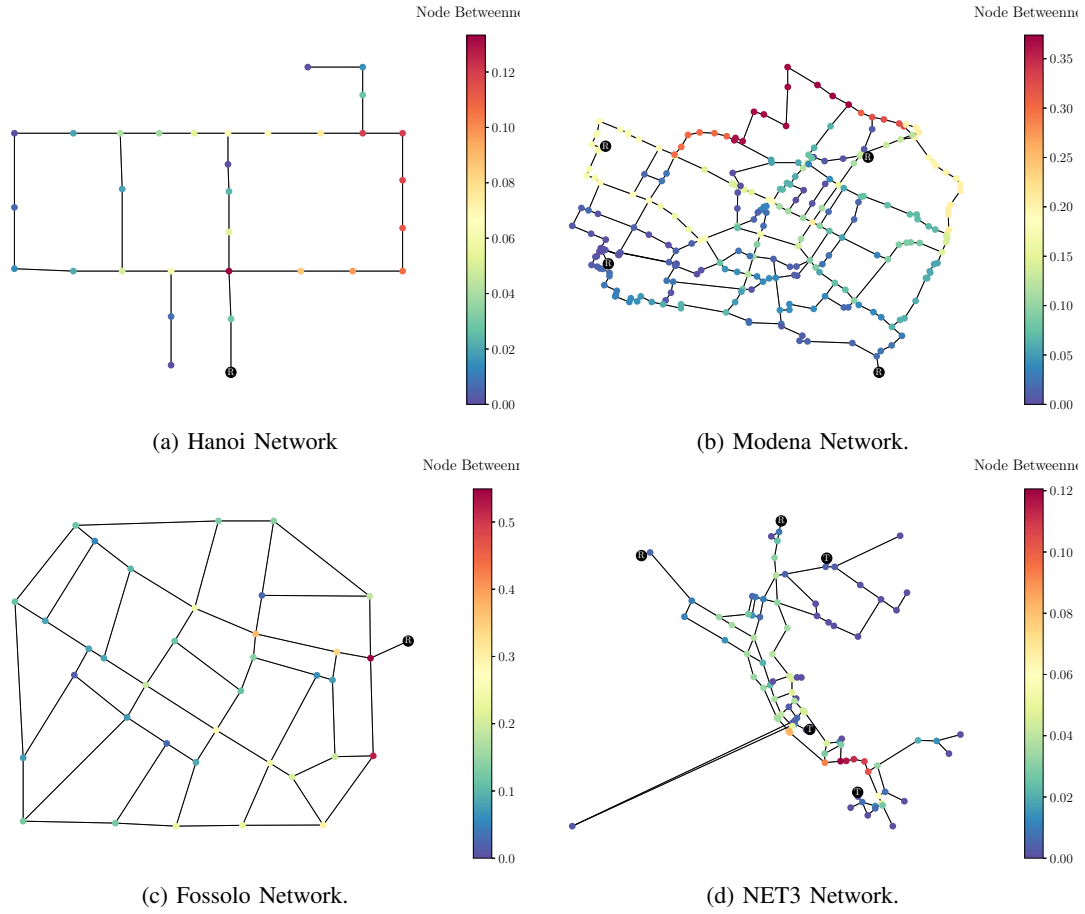 Node Betweenne
0.12
0.10
0.08
0.06
0.04
0.02
0.00
R
(a) Hanoi Network
Node Betweenne
0.35
0.30
0.25
0.20
0.15
0.10
0.05
0.00
R
R
R
R
(b) Modena Network.
Node Betweenn
0.5
0.4
0.3
0.2
0.1
0.0
R
(c) Fossolo Network.
Node Betweenn
0.12
0.10
0.08
0.06
0.04
0.02
0.00
R
R
T
T
T
(d) NET3 Network.